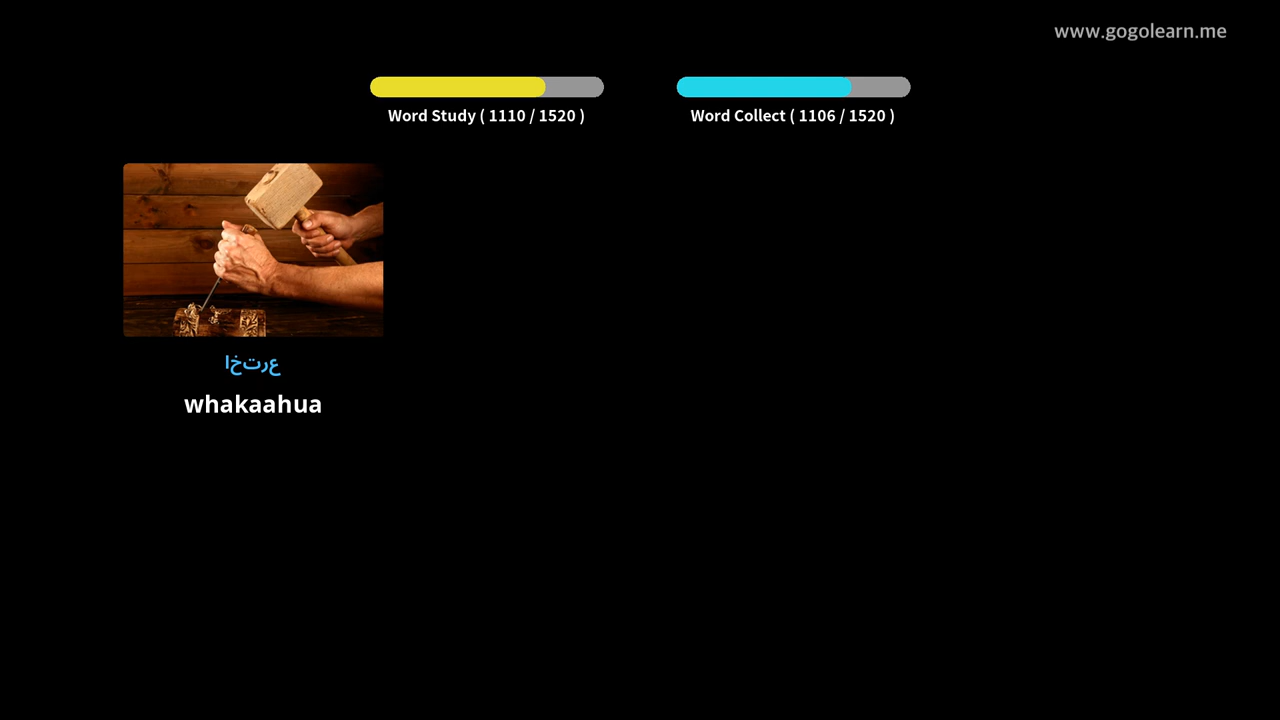 www.gogolearn.me
Word Study ( 1110 / 1520 )
Word Collect ( 1106 / 1520 )
اخترع
whakaahua